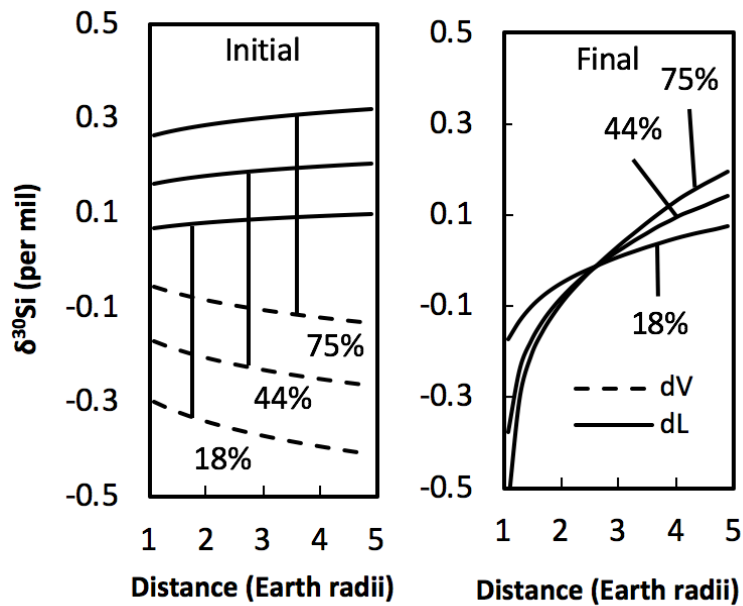 δ³⁰Si (per mil)
0.5
0.3
0.1
-0.1
-0.3
-0.5
Initial
75%
44%
18%
1 2 3 4 5
Distance (Earth radii)
0.5
0.3
0.1
-0.1
-0.3
-0.5
Final
75%
44%
18%
dV
dL
1 2 3 4 5
Distance (Earth radii)